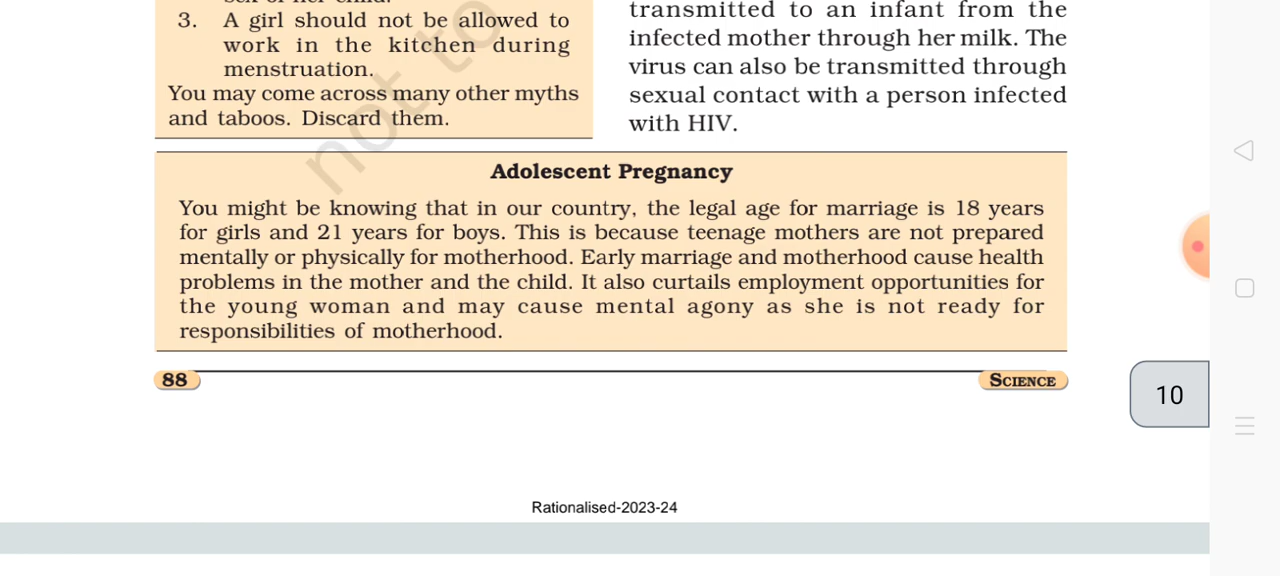 3. A girl should not be allowed to
work in the kitchen during
menstruation.
You may come across many other myths
and taboos. Discard them.
transmitted to an infant from the
infected mother through her milk. The
virus can also be transmitted through
sexual contact with a person infected
with HIV.
not to
Adolescent Pregnancy
You might be knowing that in our country, the legal age for marriage is 18 years
for girls and 21 years for boys. This is because teenage mothers are not prepared
mentally or physically for motherhood. Early marriage and motherhood cause health
problems in the mother and the child. It also curtails employment opportunities for
the young woman and may cause mental agony as she is not ready for
responsibilities of motherhood.
88
SCIENCE
10
Rationalised-2023-24